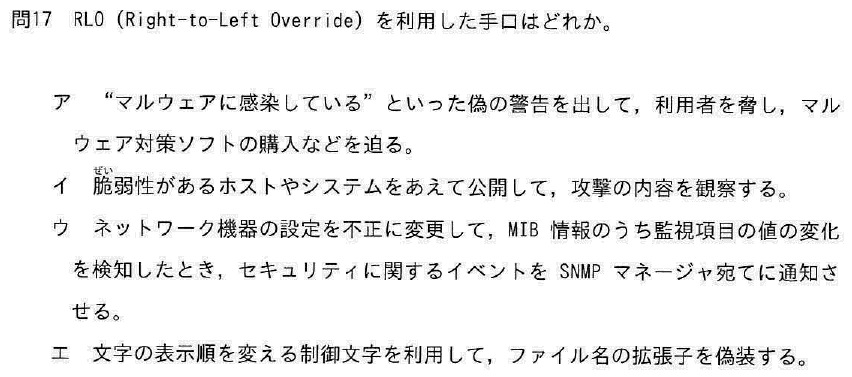 問17 RLO (Right-to-Left Override) を利用した手口はどれか。
ア “マルウェアに感染している”といった偽の警告を出して，利用者を脅し，マル
ウェア対策ソフトの購入などを迫る。
ぜい
イ 脆弱性があるホストやシステムをあえて公開して，攻撃の内容を観察する。
ウ ネットワーク機器の設定を不正に変更して，MIB 情報のうち監視項目の値の変化
を検知したとき，セキュリティに関するイベントを SNMP マネージャ宛てに通知さ
せる。
エ 文字の表示順を変える制御文字を利用して，ファイル名の拡張子を偽装する。